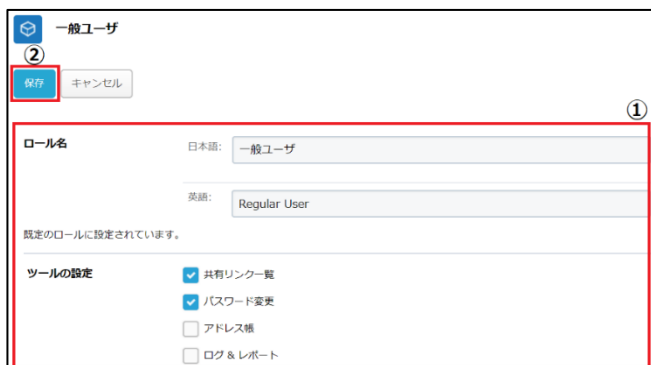 一般ユーザ
②
保存 キャンセル
①
ロール名 日本語: 一般ユーザ
英語: Regular User
既定のロールに設定されています。
ツールの設定 共有リンク一覧
パスワード変更
アドレス帳
ログ & レポート